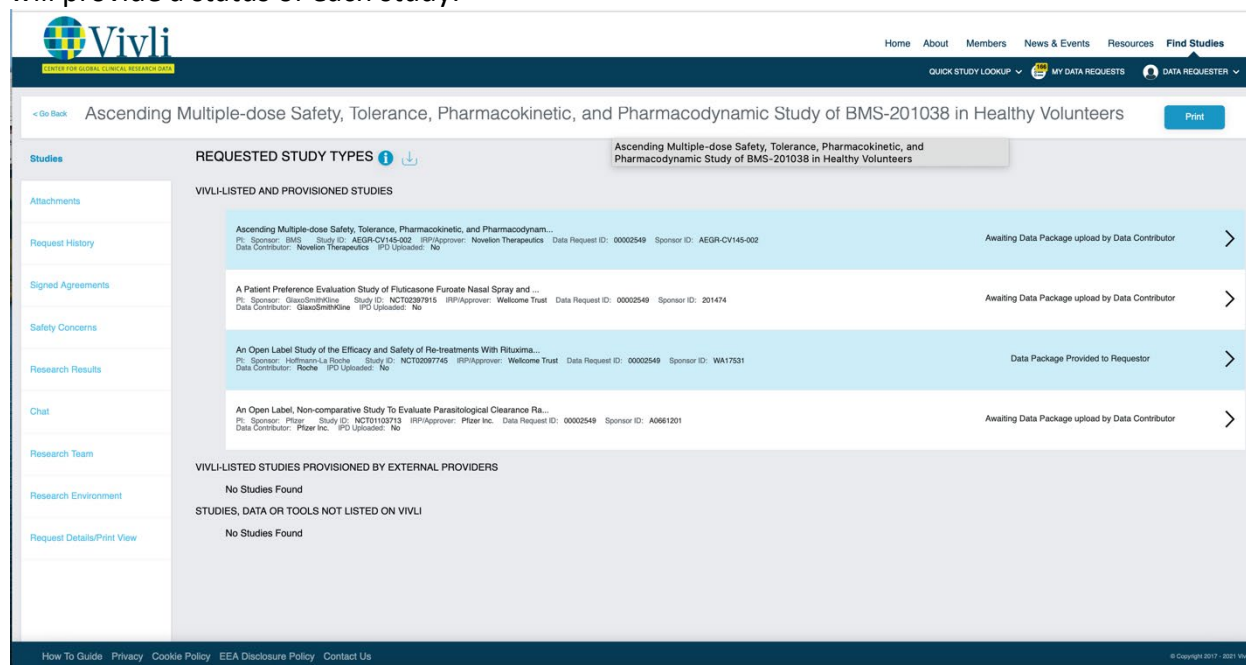 will provide a status of each study.
Vivli
CENTER FOR GLOBAL CLINICAL RESEARCH DATA
Home About Members News & Events Resources Find Studies
QUICK STUDY LOOKUP 166 MY DATA REQUESTS DATA REQUESTER
< Go Back Ascending Multiple-dose Safety, Tolerance, Pharmacokinetic, and Pharmacodynamic Study of BMS-201038 in Healthy Volunteers Print
Studies
Attachments
Request History
Signed Agreements
Safety Concerns
Research Results
Chat
Research Team
Research Environment
Request Details/Print View
REQUESTED STUDY TYPES
Ascending Multiple-dose Safety, Tolerance, Pharmacokinetic, and
Pharmacodynamic Study of BMS-201038 in Healthy Volunteers
VIVLI-LISTED AND PROVISIONED STUDIES
Ascending Multiple-dose Safety, Tolerance, Pharmacokinetic, and Pharmacodynam...
PI: Sponsor: BMS Study ID: AEGR-CV145-002 IRP/Approver: Novelion Therapeutics Data Request ID: 00002549 Sponsor ID: AEGR-CV145-002
Data Contributor: Novelion Therapeutics IPD Uploaded: No
Awaiting Data Package upload by Data Contributor
A Patient Preference Evaluation Study of Fluticasone Furoate Nasal Spray and ...
PI: Sponsor: GlaxoSmithKline Study ID: NCT02397915 IRP/Approver: Wellcome Trust Data Request ID: 00002549 Sponsor ID: 201474
Data Contributor: GlaxoSmithKline IPD Uploaded: No
Awaiting Data Package upload by Data Contributor
An Open Label Study of the Efficacy and Safety of Re-treatments With Rituxima...
PI: Sponsor: Hoffmann-La Roche Study ID: NCT02097745 IRP/Approver: Wellcome Trust Data Request ID: 00002549 Sponsor ID: WA17531
Data Contributor: Roche IPD Uploaded: No
Data Package Provided to Requestor
An Open Label, Non-comparative Study To Evaluate Parasitological Clearance Ra...
PI: Sponsor: Pfizer Study ID: NCT01103713 IRP/Approver: Pfizer Inc. Data Request ID: 00002549 Sponsor ID: A0661201
Data Contributor: Pfizer Inc. IPD Uploaded: No
Awaiting Data Package upload by Data Contributor
VIVLI-LISTED STUDIES PROVISIONED BY EXTERNAL PROVIDERS
No Studies Found
STUDIES, DATA OR TOOLS NOT LISTED ON VIVLI
No Studies Found
How To Guide Privacy Cookie Policy EEA Disclosure Policy Contact Us
© Copyright 2017 - 2021